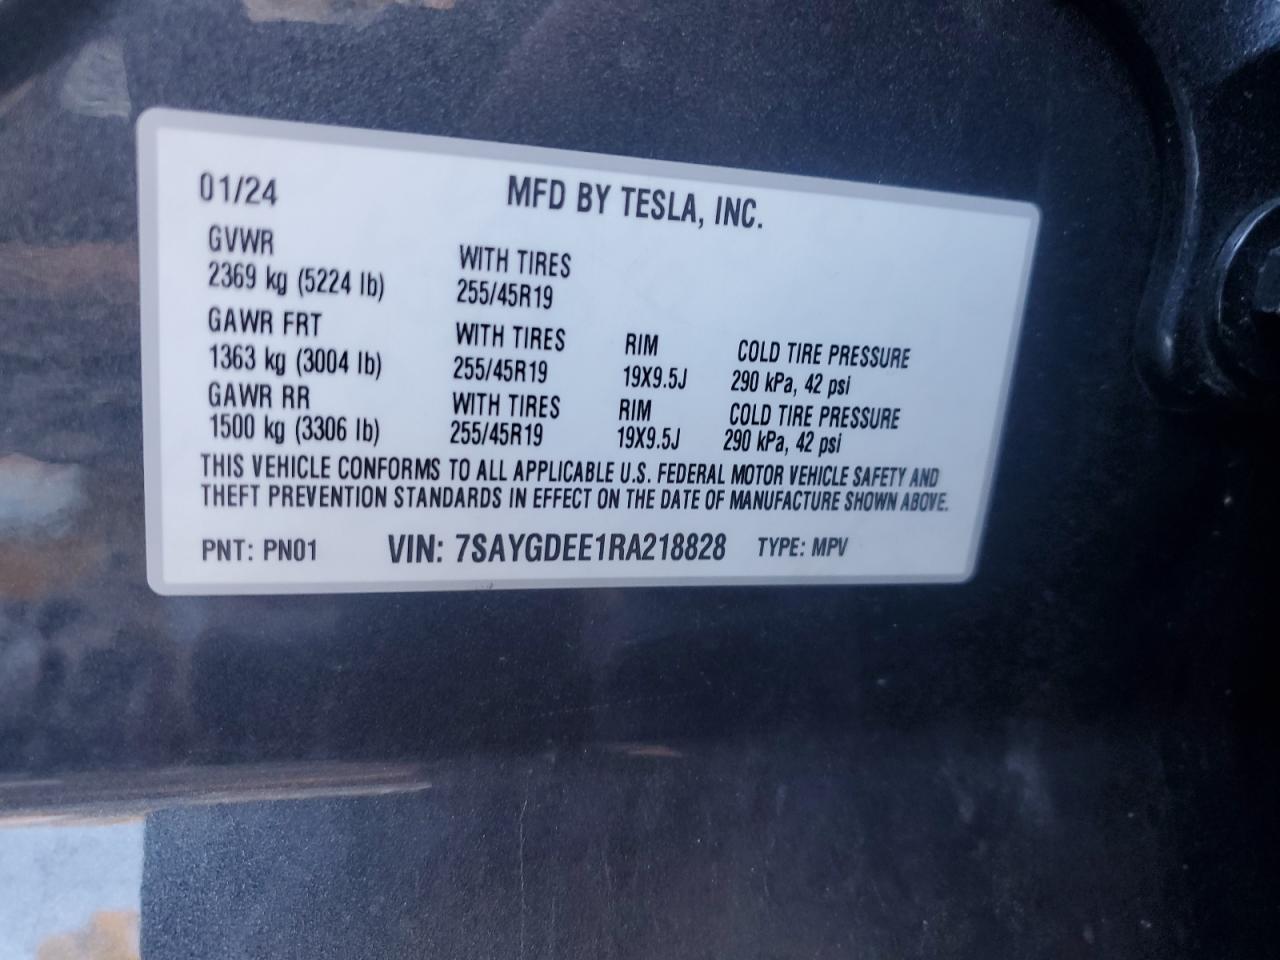 01/24 MFD BY TESLA, INC.
GVWR
2369 kg (5224 lb) WITH TIRES
255/45R19
GAWR FRT WITH TIRES RIM COLD TIRE PRESSURE
1363 kg (3004 lb) 255/45R19 19X9.5J 290 kPa, 42 psi
GAWR RR WITH TIRES RIM COLD TIRE PRESSURE
1500 kg (3306 lb) 255/45R19 19X9.5J 290 kPa, 42 psi
THIS VEHICLE CONFORMS TO ALL APPLICABLE U.S. FEDERAL MOTOR VEHICLE SAFETY AND
THEFT PREVENTION STANDARDS IN EFFECT ON THE DATE OF MANUFACTURE SHOWN ABOVE.
PNT: PN01 VIN: 7SAYGDEE1RA218828 TYPE: MPV